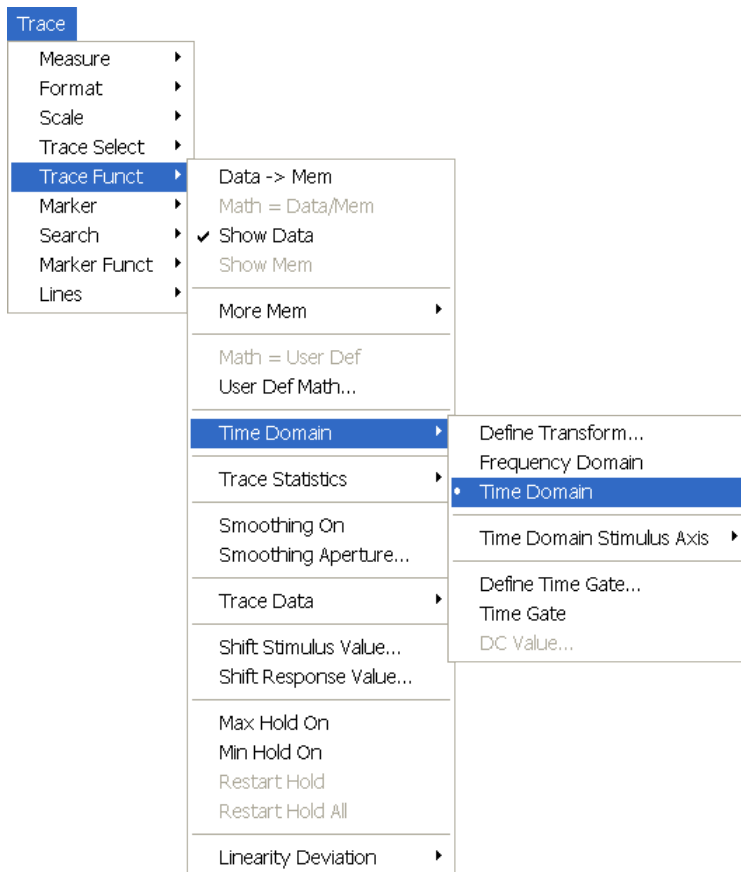 Trace
Measure
Format
Scale
Trace Select
Trace Funct
Marker
Search
Marker Funct
Lines
Data -> Mem
Math = Data/Mem
Show Data
Show Mem
More Mem
Math = User Def
User Def Math...
Time Domain
Trace Statistics
Smoothing On
Smoothing Aperture...
Trace Data
Shift Stimulus Value...
Shift Response Value...
Max Hold On
Min Hold On
Restart Hold
Restart Hold All
Linearity Deviation
Define Transform...
Frequency Domain
Time Domain
Time Domain Stimulus Axis
Define Time Gate...
Time Gate
DC Value...